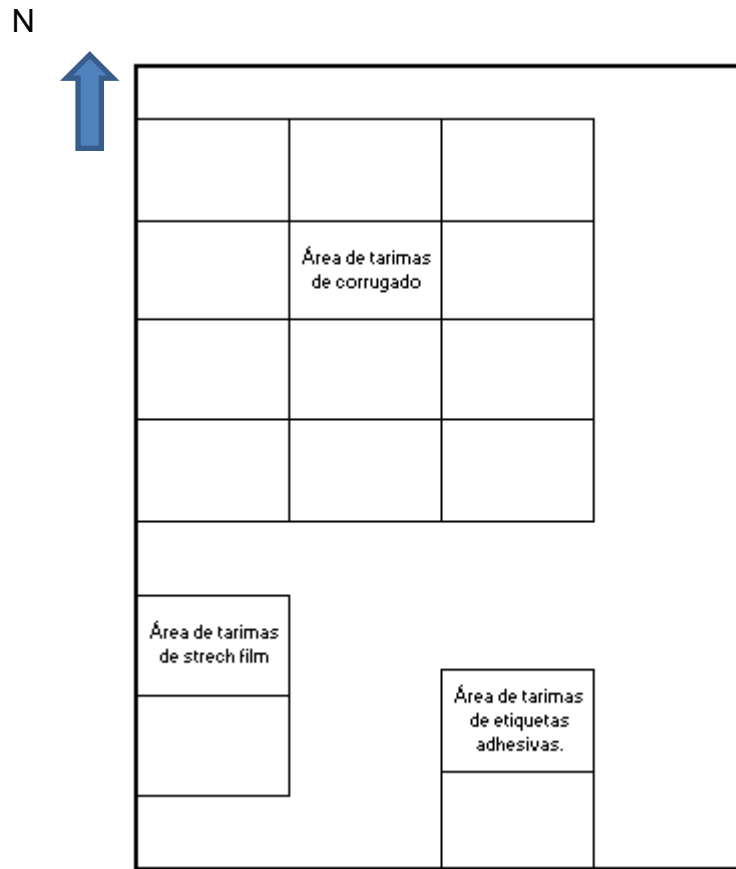 N
Área de tarimas
de corrugado
Área de tarimas
de strech film
Área de tarimas
de etiquetas
adhesivas.